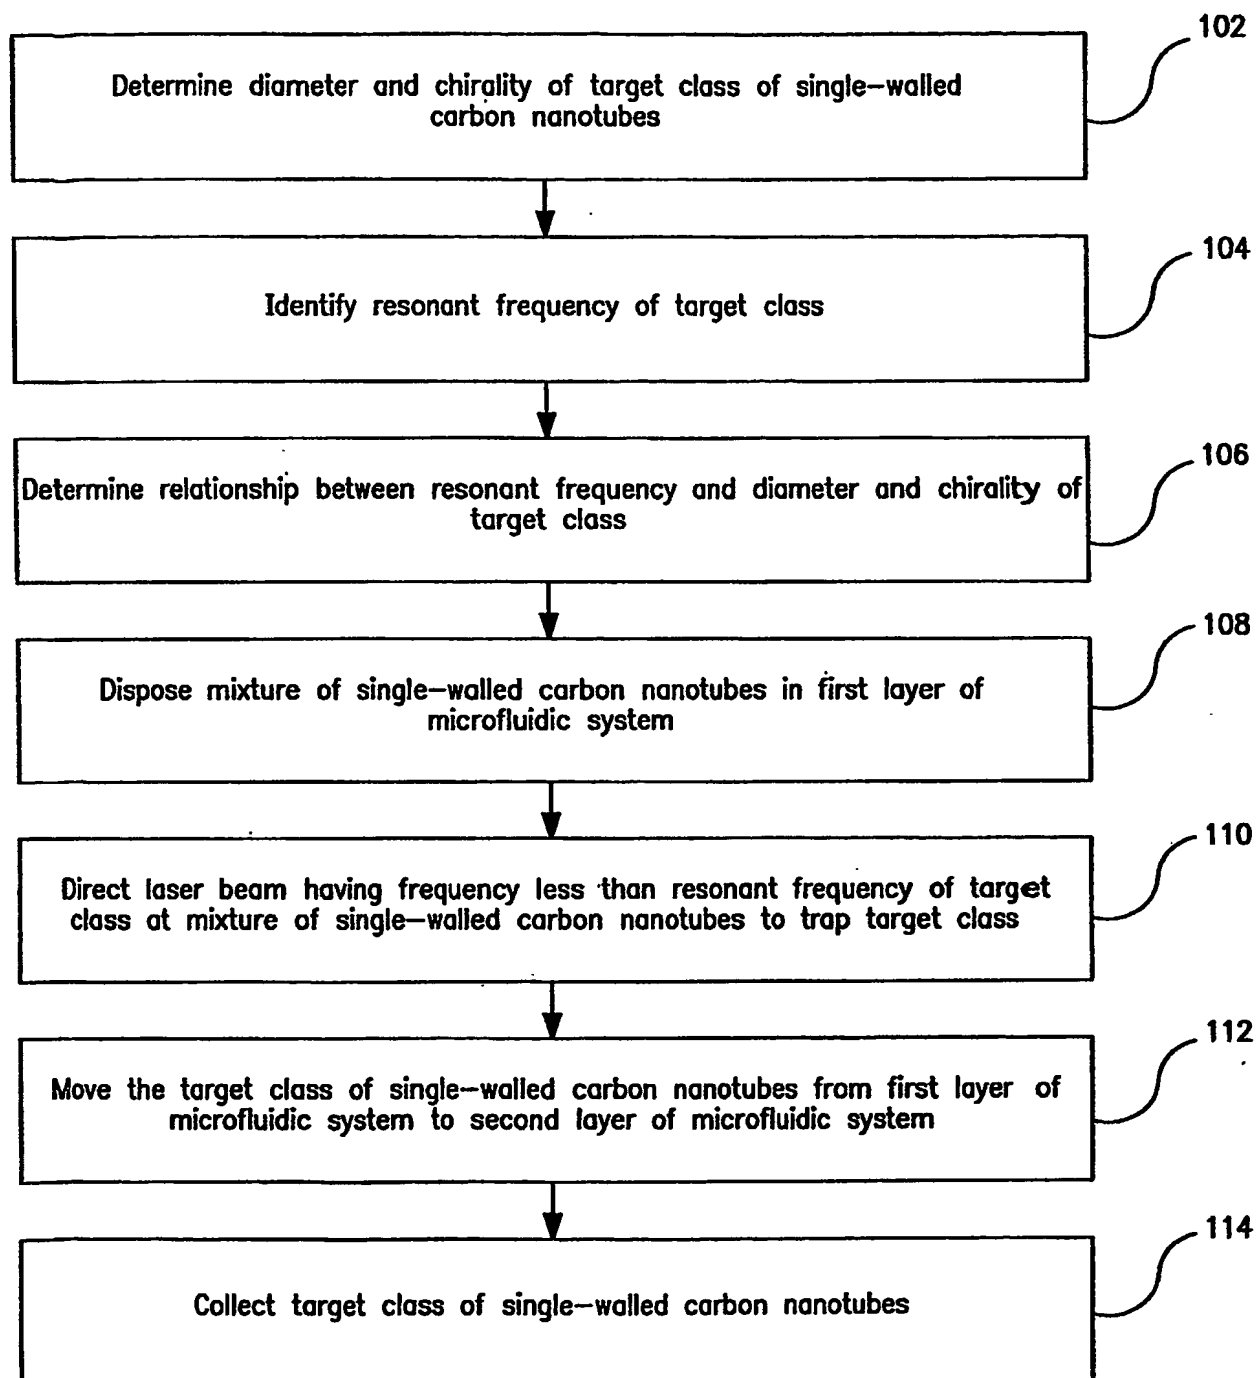 102
Determine diameter and chirality of target class of single-walled
carbon nanotubes
104
Identify resonant frequency of target class
106
Determine relationship between resonant frequency and diameter and chirality of
target class
108
Dispose mixture of single-walled carbon nanotubes in first layer of
microfluidic system
110
Direct laser beam having frequency less than resonant frequency of target
class at mixture of single-walled carbon nanotubes to trap target class
112
Move the target class of single-walled carbon nanotubes from first layer of
microfluidic system to second layer of microfluidic system
114
Collect target class of single-walled carbon nanotubes